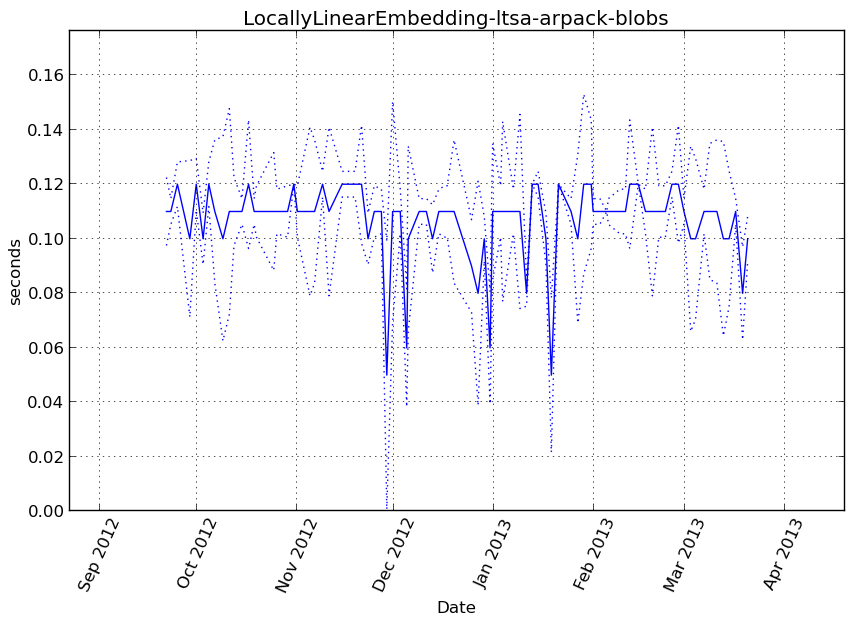 LocallyLinearEmbedding-ltsa-arpack-blobs
0.16
0.14
0.12
0.10
0.08
0.06
0.04
0.02
0.00
seconds
Sep 2012
Oct 2012
Nov 2012
Dec 2012
Jan 2013
Feb 2013
Mar 2013
Apr 2013
Date